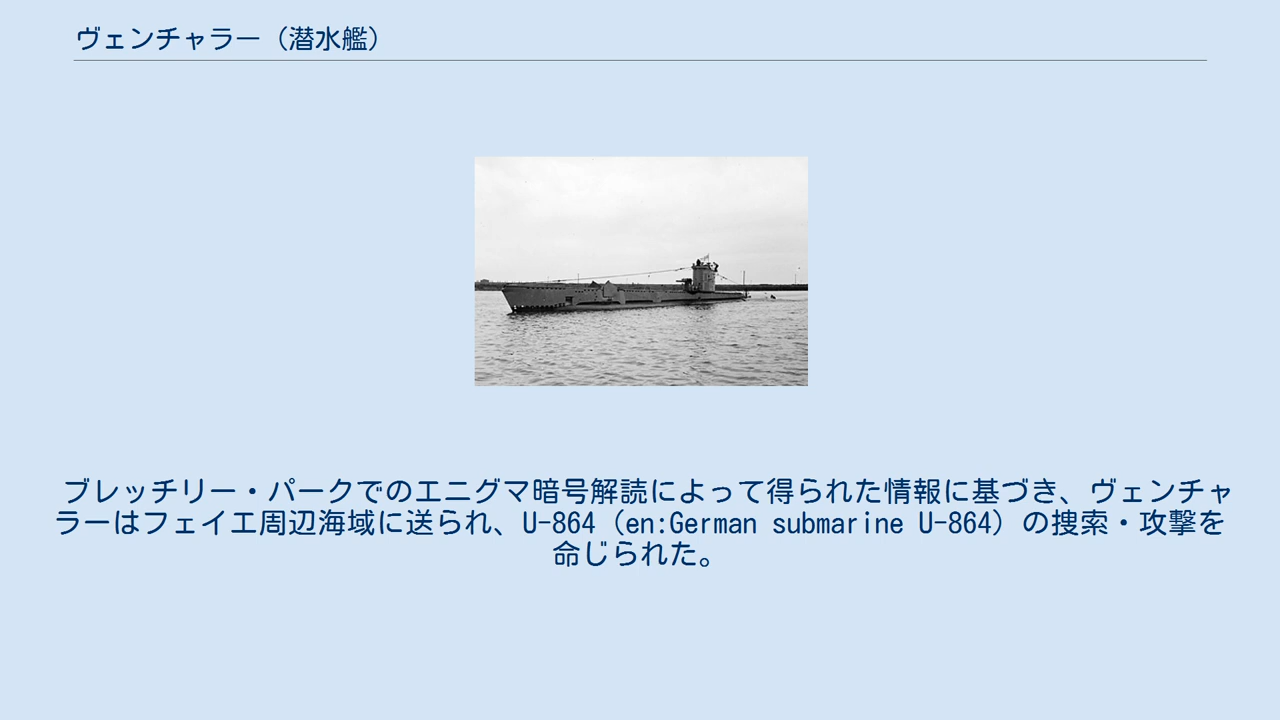 ヴェンチャラー（潜水艦）
ブレッチリー・パークでのエニグマ暗号解読によって得られた情報に基づき、ヴェンチャ
ラーはフェイエ周辺海域に送られ、U-864（en:German submarine U-864）の捜索・攻撃を
命じられた。